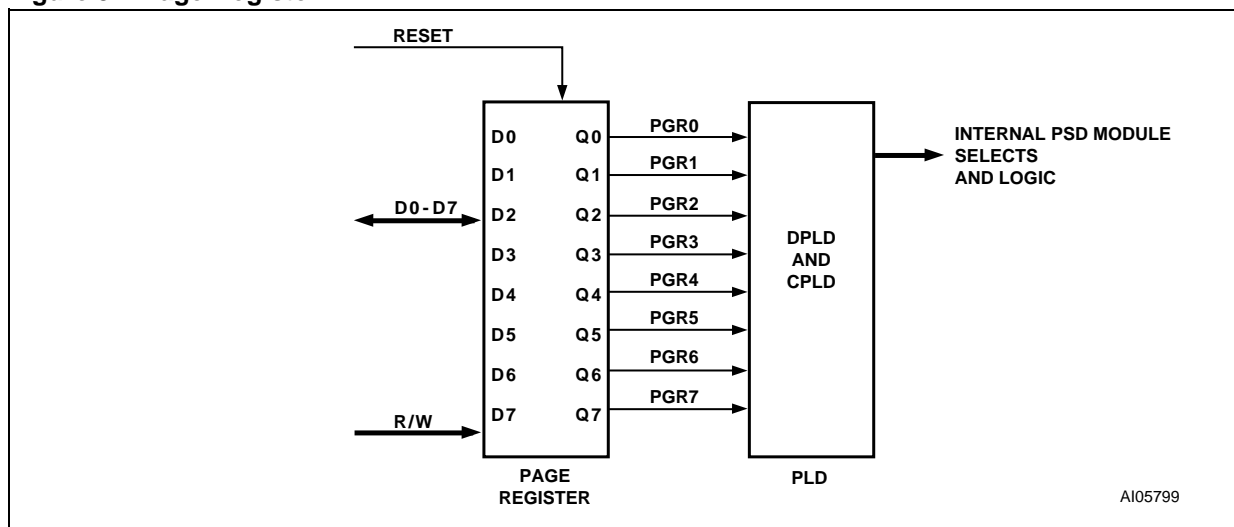 RESET
D0 Q0 PGR0
D1 Q1 PGR1
D0-D7 D2 Q2 PGR2
D3 Q3 PGR3
D4 Q4 PGR4
D5 Q5 PGR5
D6 Q6 PGR6
R/W D7 Q7 PGR7
DPLD
AND
CPLD
INTERNAL PSD MODULE
SELECTS
AND LOGIC
PAGE
REGISTER
PLD
AI05799